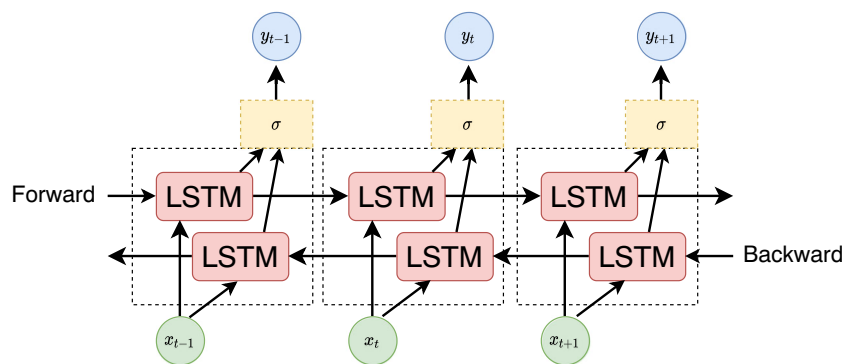 y_{t-1} y_t y_{t+1}
σ σ σ
Forward LSTM LSTM LSTM
LSTM LSTM LSTM Backward
x_{t-1} x_t x_{t+1}